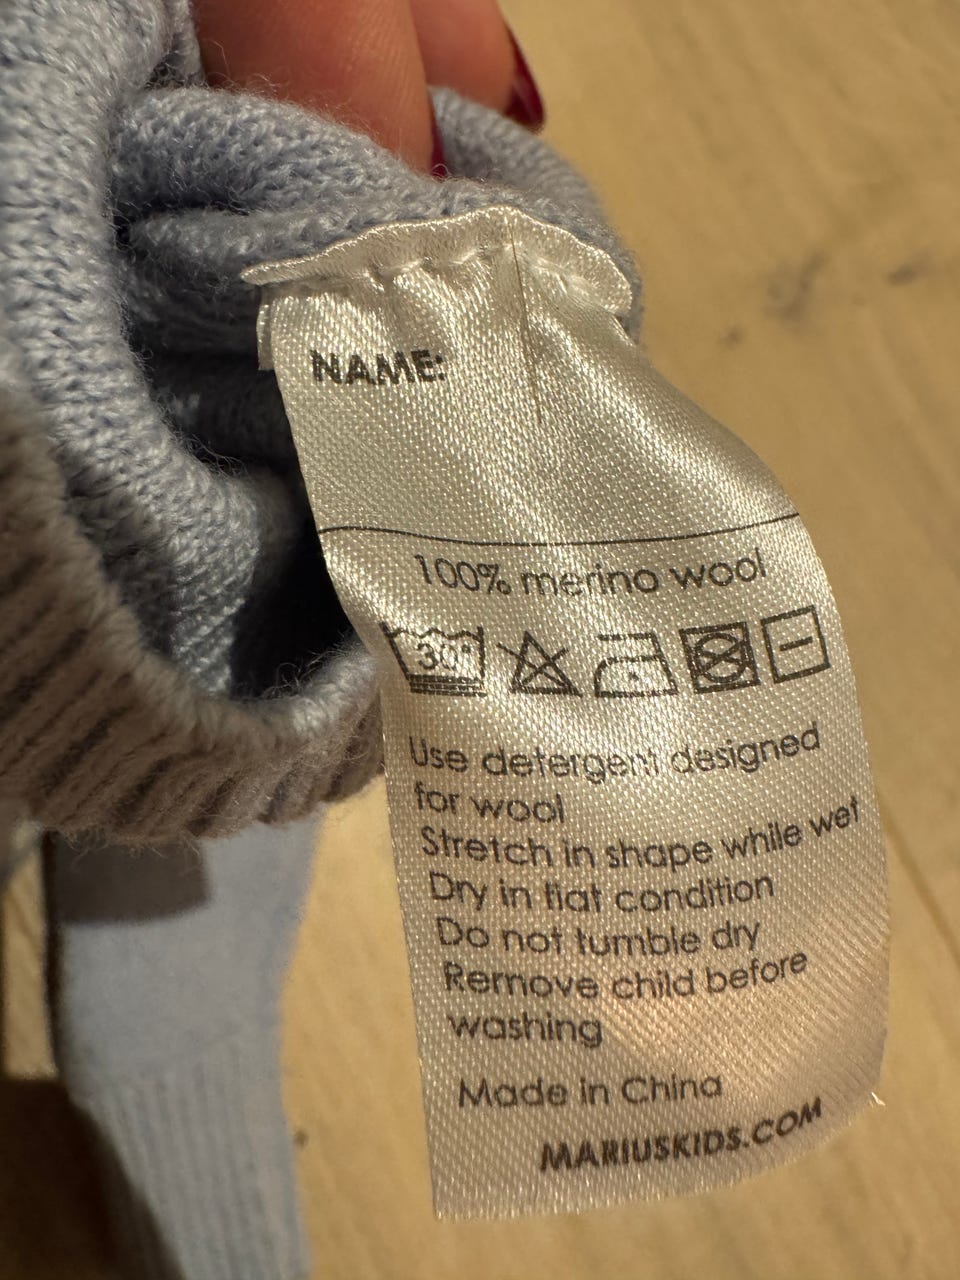 NAME:
100% merino wool
30°
Use detergent designed
for wool
Stretch in shape while wet
Dry in flat condition
Do not tumble dry
Remove child before
washing
Made in China
MARIUSKIDS.COM